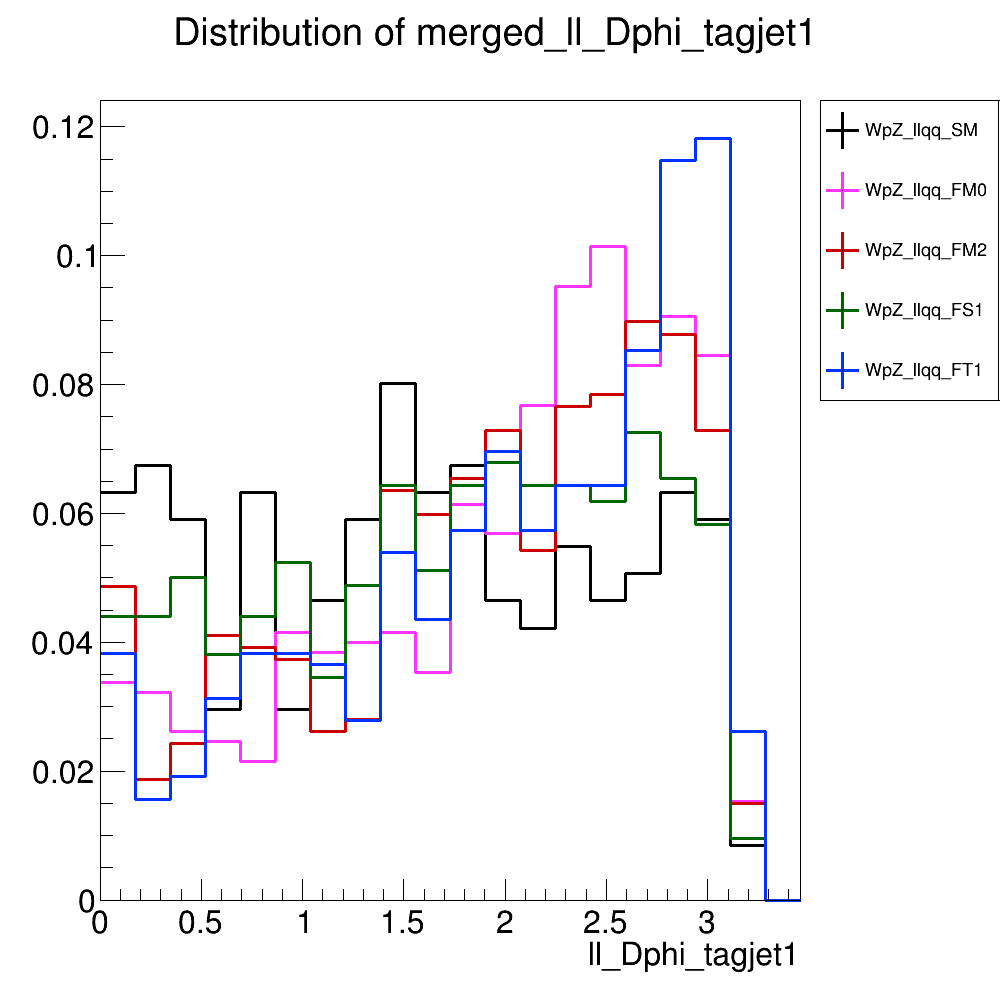 Distribution of merged_ll_Dphi_tagjet1
0.12
0.1
0.08
0.06
0.04
0.02
0
0 0.5 1 1.5 2 2.5 3
ll_Dphi_tagjet1
WpZ_llqq_SM
WpZ_llqq_FM0
WpZ_llqq_FM2
WpZ_llqq_FS1
WpZ_llqq_FT1